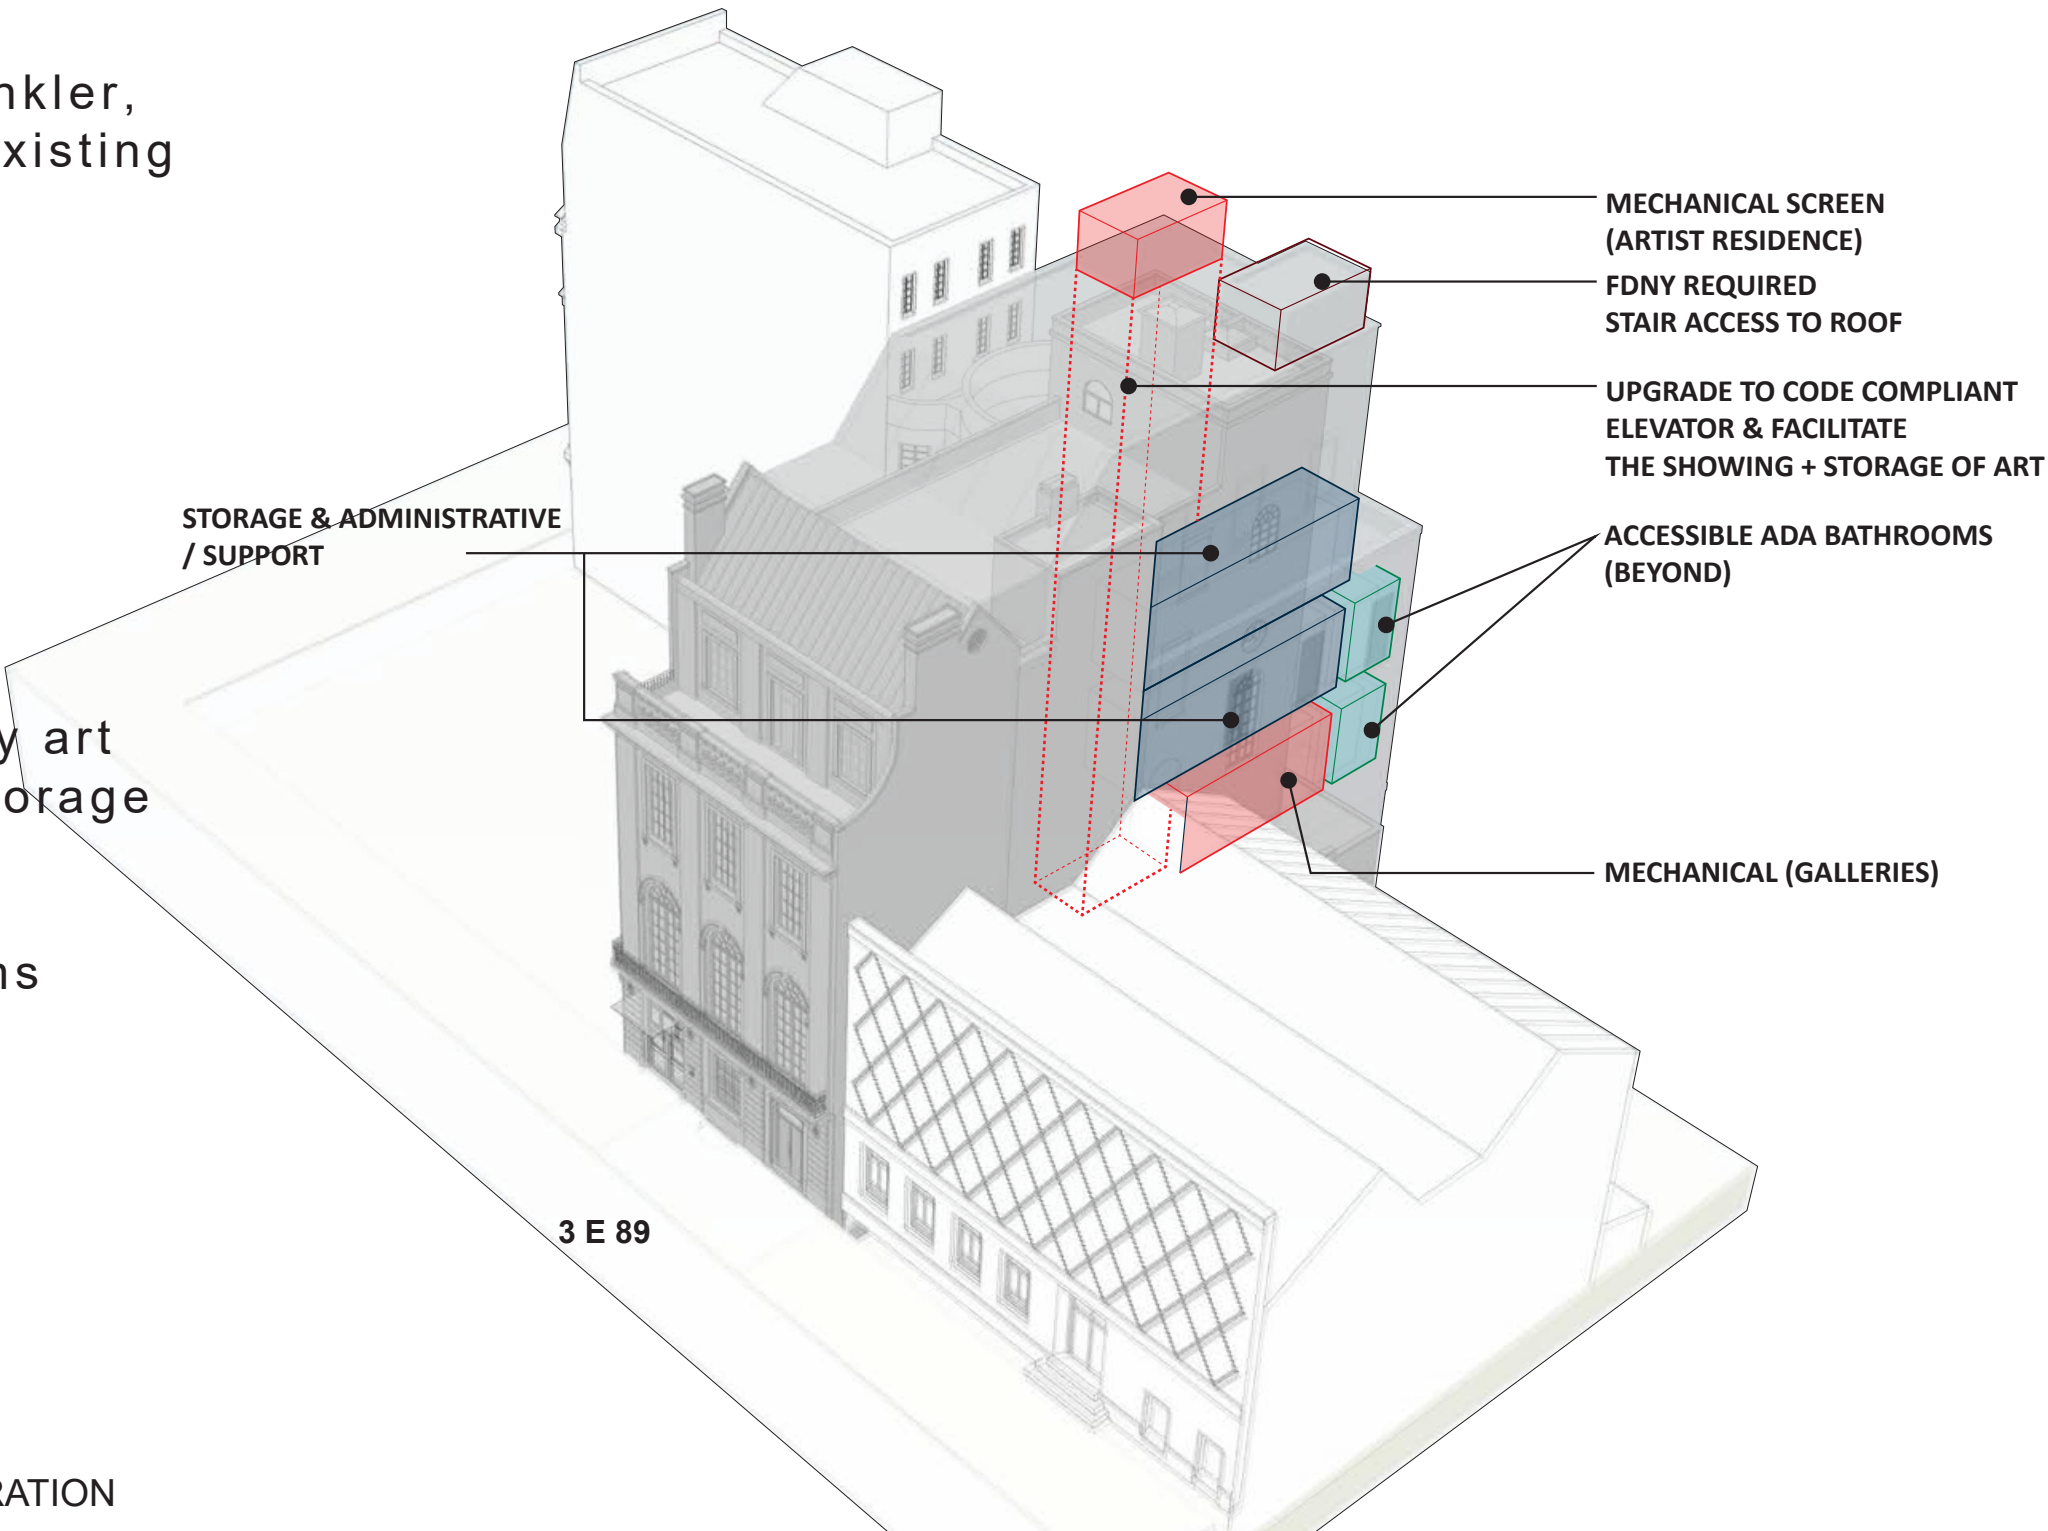 nkler,
xisting
MECHANICAL SCREEN
(ARTIST RESIDENCE)
FDNY REQUIRED
STAIR ACCESS TO ROOF
UPGRADE TO CODE COMPLIANT
ELEVATOR & FACILITATE
THE SHOWING + STORAGE OF ART
STORAGE & ADMINISTRATIVE
/ SUPPORT
ACCESSIBLE ADA BATHROOMS
(BEYOND)
y art
orage
MECHANICAL (GALLERIES)
ns
3 E 89
RATION